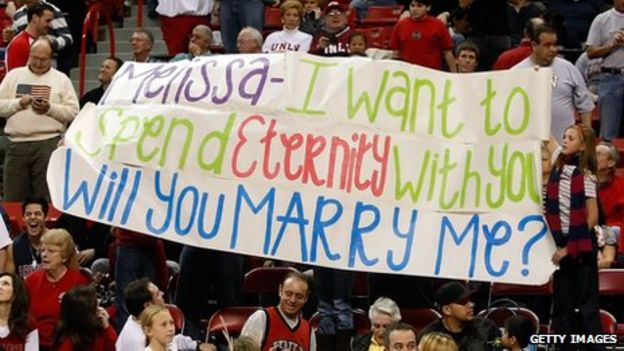 UNLV
Melissa- I want to
Spend Eternity With you
Will you MARRY Me?
Getty Images